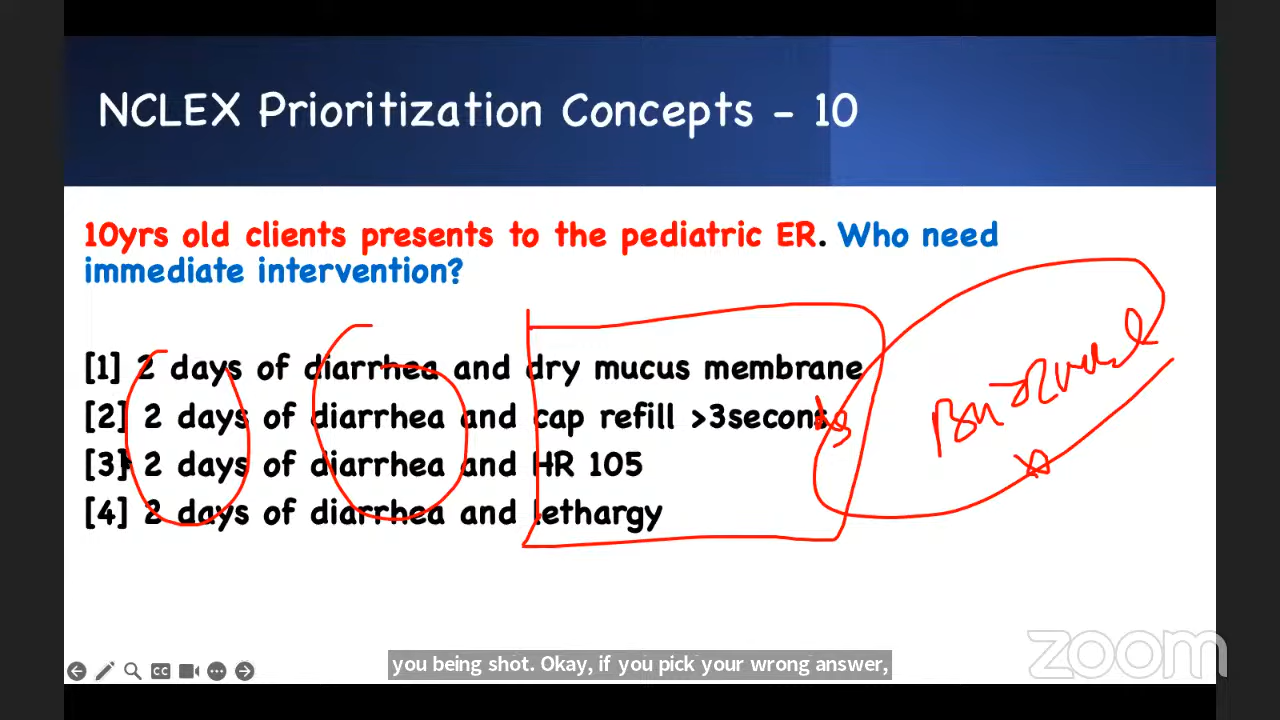 NCLEX Prioritization Concepts - 10
10yrs old clients presents to the pediatric ER. Who need
immediate intervention?
[1] 2 days of diarrhea and dry mucus membrane
[2] 2 days of diarrhea and cap refill >3secons
[3] 2 days of diarrhea and HR 105
[4] 2 days of diarrhea and lethargy
you being shot. Okay, if you pick your wrong answer,
zoom